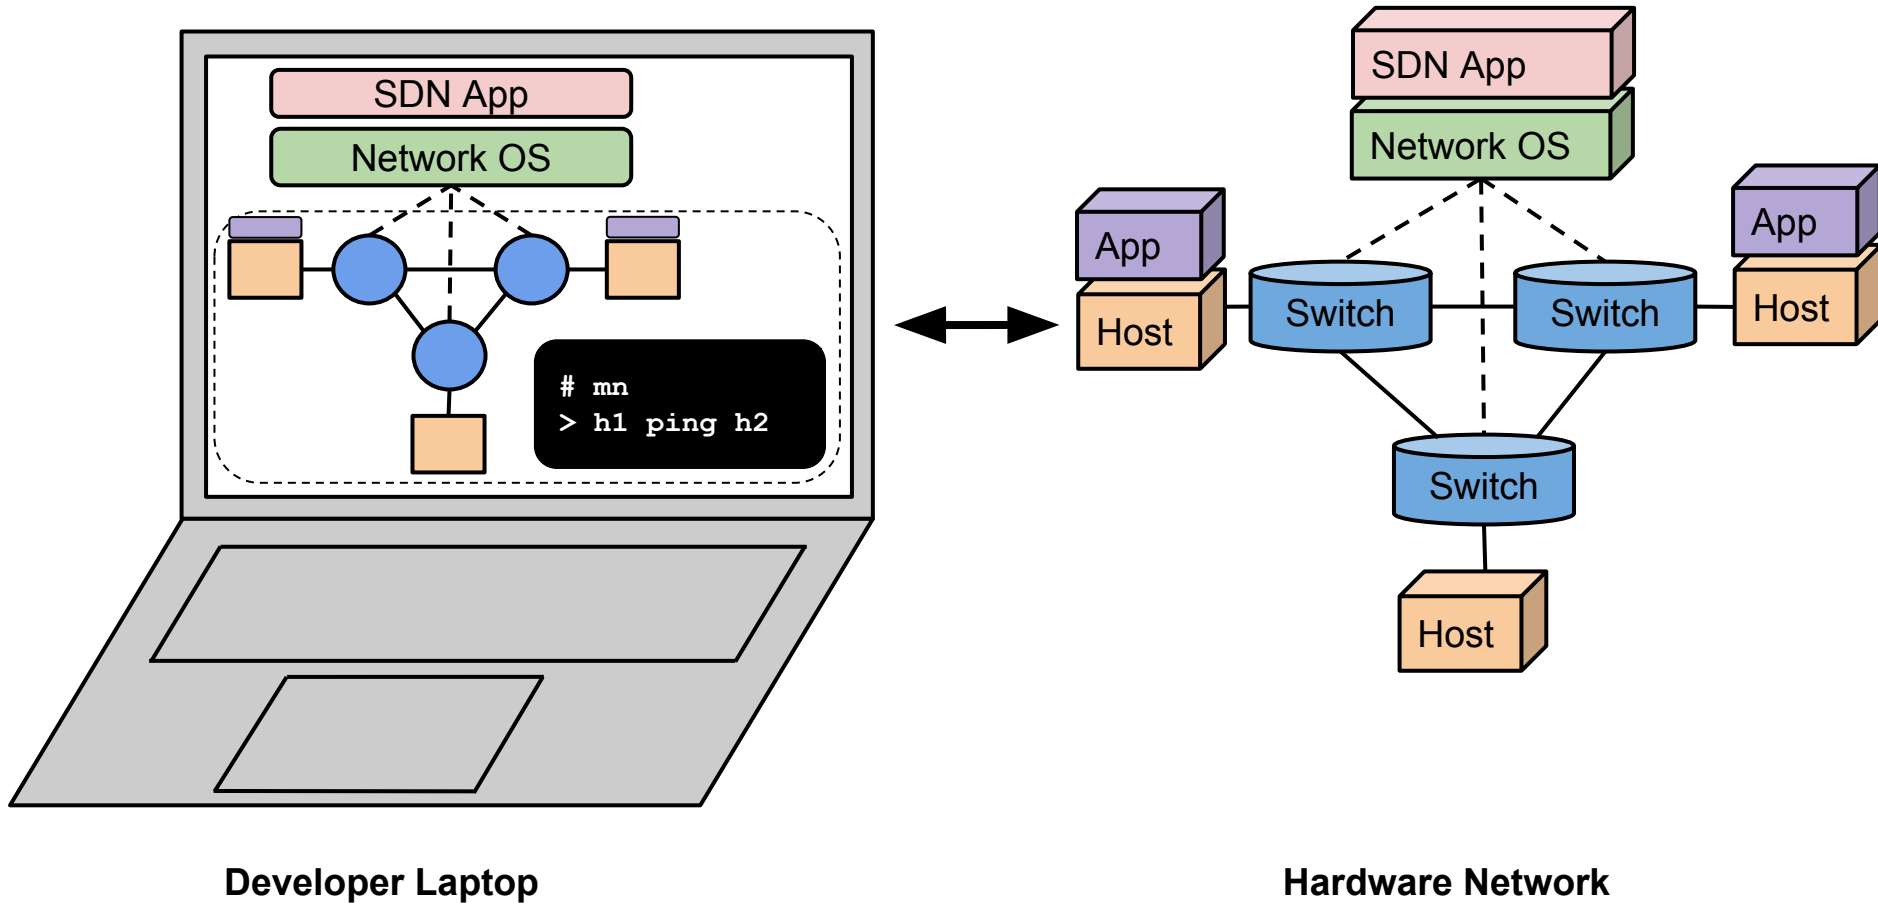 SDN App
Network OS
# mn
> h1 ping h2
Developer Laptop
SDN App
Network OS
App
App
Host
Switch
Switch
Host
Switch
Host
Hardware Network